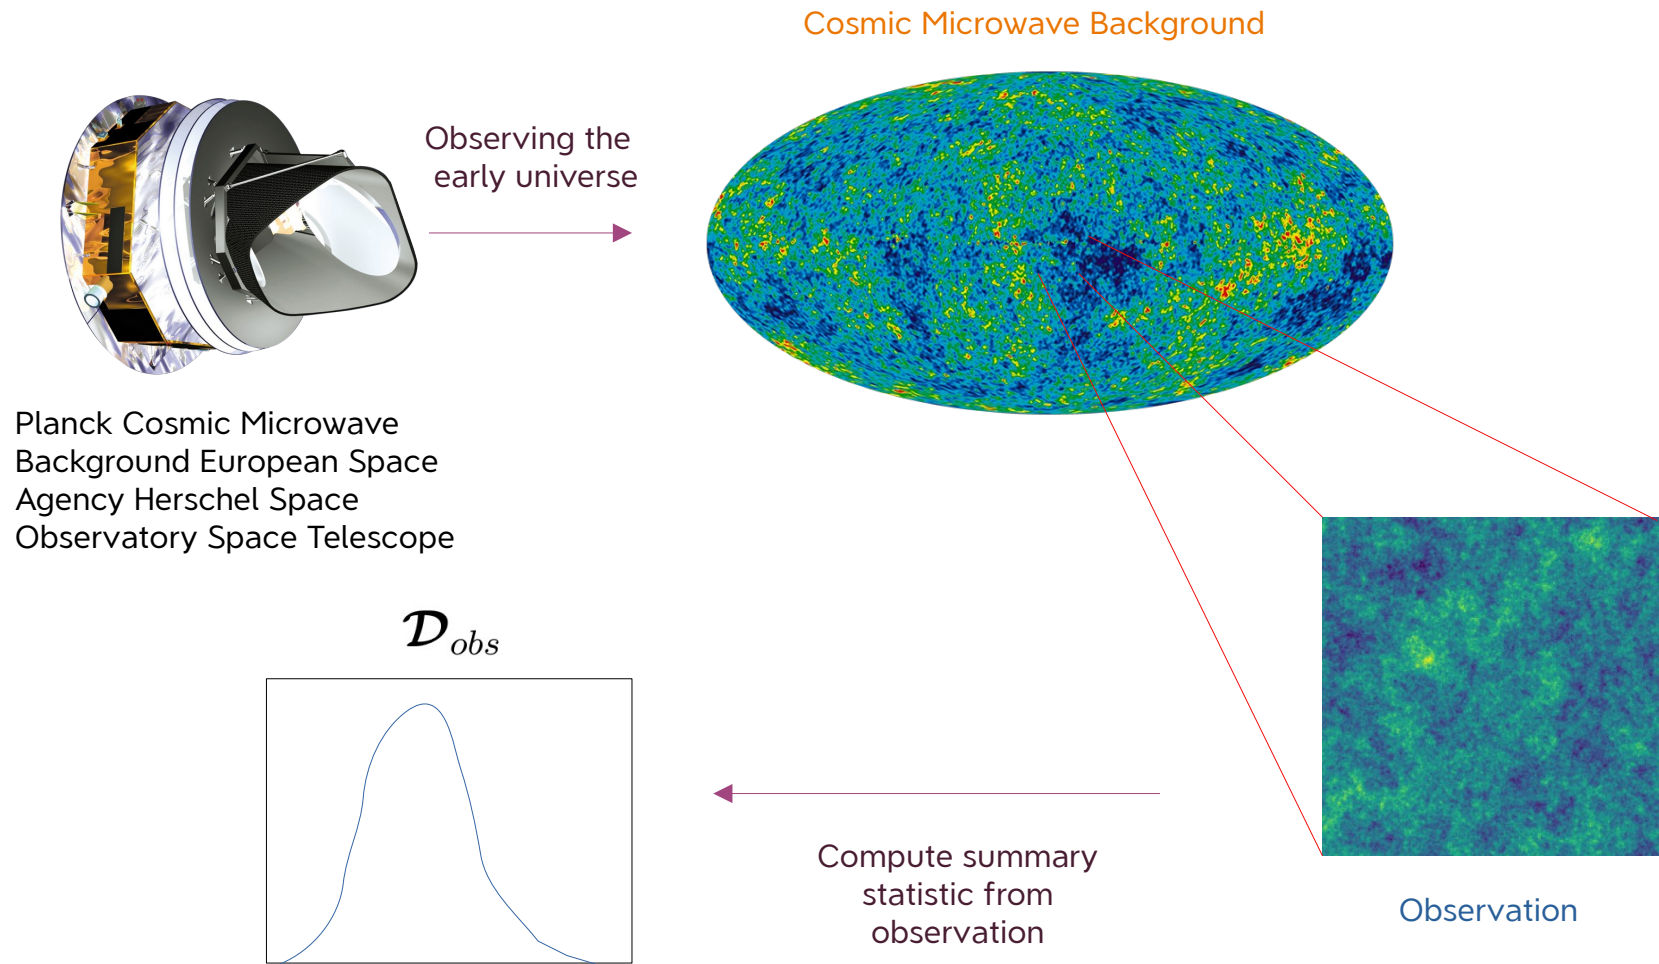 Cosmic Microwave Background
Observing the
early universe
Planck Cosmic Microwave
Background European Space
Agency Herschel Space
Observatory Space Telescope
𝓓obs
Compute summary
statistic from
observation
Observation